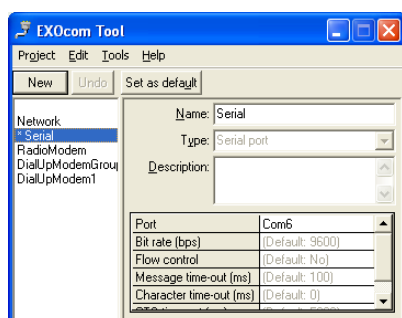 EXOcom Tool
Project Edit Tools Help
New Undo Set as default
Network
* Serial
RadioModem
DialUpModemGroup
DialUpModem1
Name: Serial
Type: Serial port
Description:
Port Com6
Bit rate (bps) (Default: 9600)
Flow control (Default: No)
Message time-out (ms) (Default: 100)
Character time-out (ms) (Default: 0)